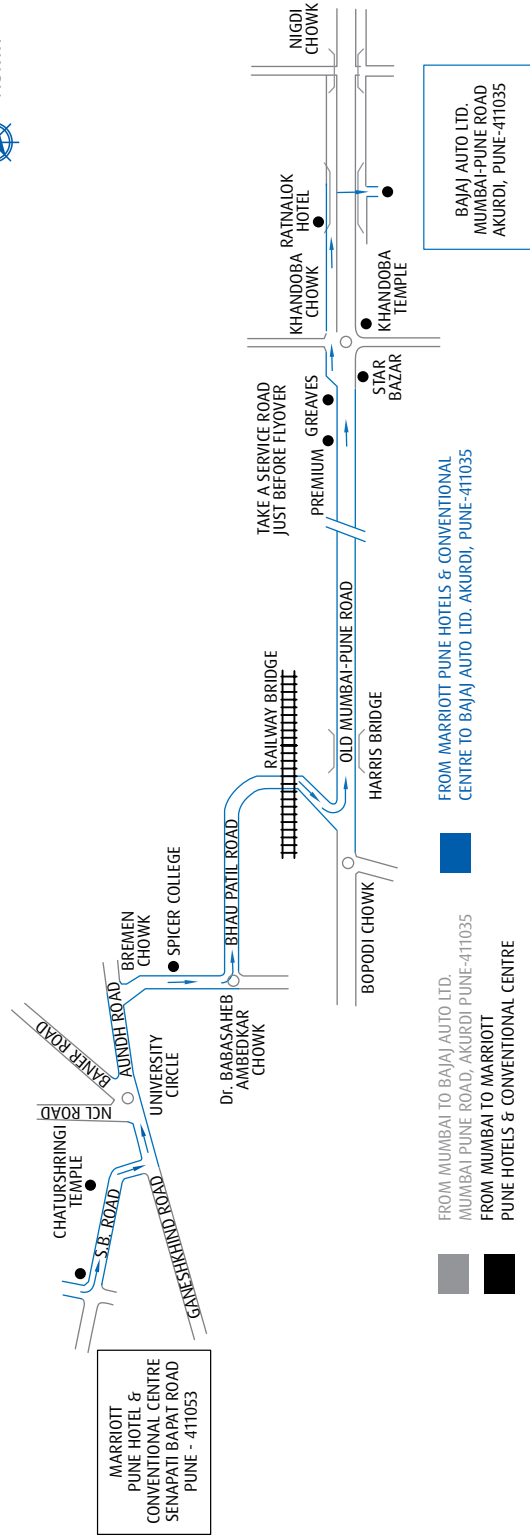 MARRIOTT
PUNE HOTEL &
CONVENTIONAL CENTRE
SENAPATI BAPAT ROAD
PUNE - 411053
CHATURSHRINGI
TEMPLE
S.B. ROAD
GANESHKHIND ROAD
NCL ROAD
BANER ROAD
AUNDH ROAD
UNIVERSITY
CIRCLE
BREMEN
CHOWK
SPICER COLLEGE
Dr. BABASAHEB
AMBEDKAR
CHOWK
BHAU PATIL ROAD
RAILWAY BRIDGE
BOPODI CHOWK
HARRIS BRIDGE
OLD MUMBAI-PUNE ROAD
TAKE A SERVICE ROAD
JUST BEFORE FLYOVER
PREMIUM
GREAVES
STAR
BAZAR
KHANDOBA
CHOWK
KHANDOBA
TEMPLE
RATNALOK
HOTEL
NIGDI
CHOWK
BAJAJ AUTO LTD.
MUMBAI-PUNE ROAD
AKURDI, PUNE-411035
FROM MUMBAI TO BAJAJ AUTO LTD.
MUMBAI PUNE ROAD, AKURDI PUNE-411035
FROM MUMBAI TO MARRIOTT
PUNE HOTELS & CONVENTIONAL CENTRE
FROM MARRIOTT PUNE HOTELS & CONVENTIONAL
CENTRE TO BAJAJ AUTO LTD. AKURDI, PUNE-411035